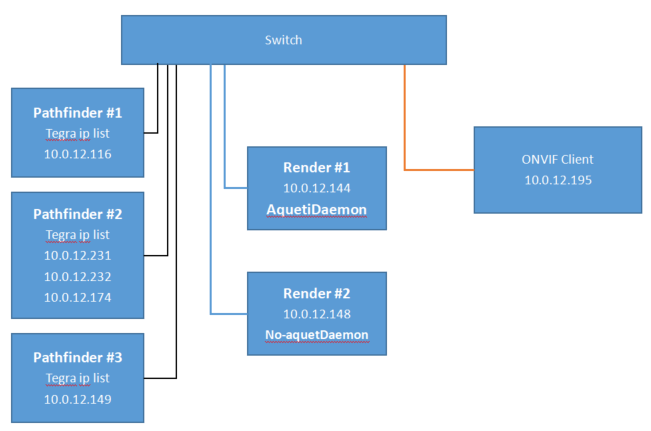 Switch
Pathfinder #1
Tegra ip list
10.0.12.116
Pathfinder #2
Tegra ip list
10.0.12.231
10.0.12.232
10.0.12.174
Pathfinder #3
Tegra ip list
10.0.12.149
Render #1
10.0.12.144
AquetiDaemon
Render #2
10.0.12.148
No-aquetDaemon
ONVIF Client
10.0.12.195